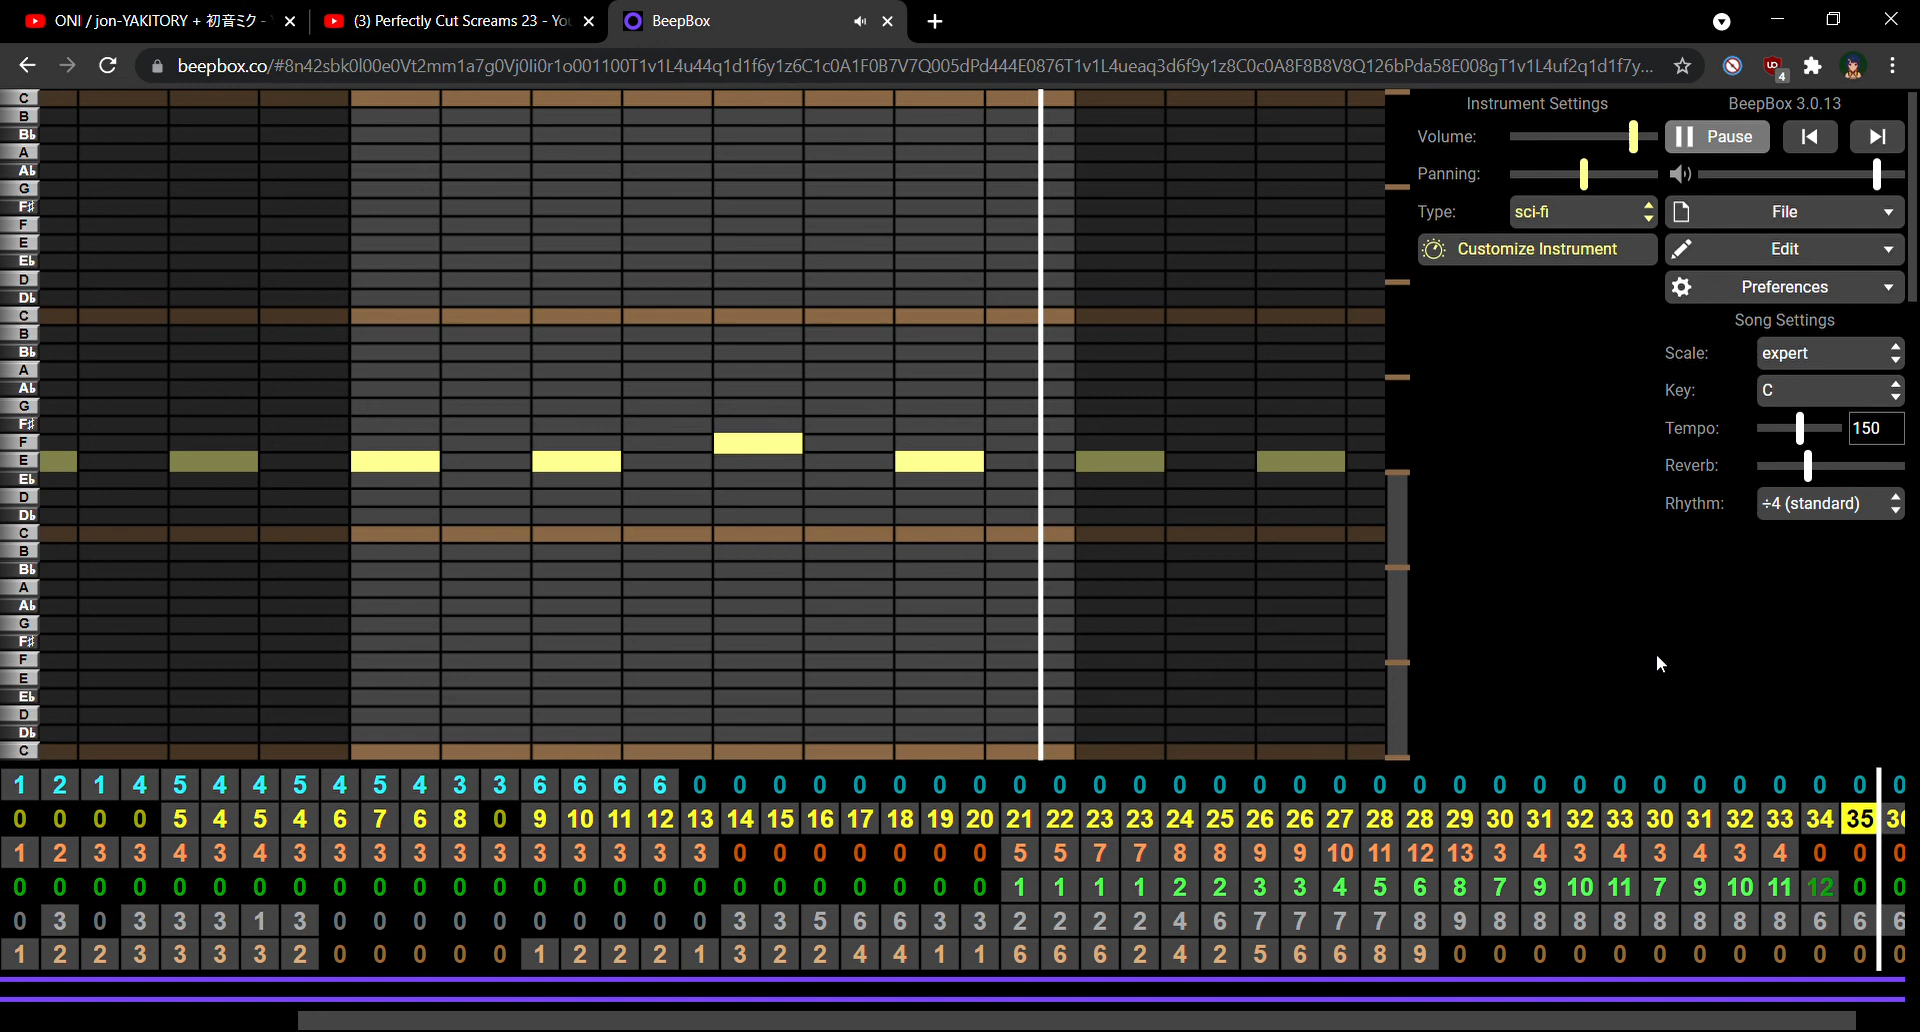 ONI / jon-YAKITORY + 初音ミク -
(3) Perfectly Cut Screams 23 - You
BeepBox
beepbox.co/#8n42sbk0l00e0Vt2mm1a7g0Vj0li0r1o001100T1v1L4u44q1d1f6y1z6C1c0A1F0B7V7Q005dPd444E0876T1v1L4ueaq3d6f9y1z8C0c0A8F8B8V8Q126bPda58E008gT1v1L4uf2q1d1f7y...
4
Instrument Settings
BeepBox 3.0.13
Volume:
Pause
Panning:
Type:
sci-fi
File
Customize Instrument
Edit
Preferences
Song Settings
Scale:
expert
Key:
C
Tempo:
150
Reverb:
Rhythm:
÷4 (standard)
C
B
B♭
A
A♭
G
F♯
F
E
E♭
D
D♭
C
B
B♭
A
A♭
G
F♯
F
E
E♭
D
D♭
C
B
B♭
A
A♭
G
F♯
F
E
E♭
D
D♭
C
1 2 1 4 5 4 4 5 4 5 4 3 3 6 6 6 6 0 0 0 0 0 0 0 0 0 0 0 0 0 0 0 0 0 0 0 0 0 0 0 0 0 0 0 0 0 0 0
0 0 0 0 5 4 5 4 6 7 6 8 0 9 10 11 12 13 14 15 16 17 18 19 20 21 22 23 23 24 25 26 26 27 28 28 29 30 31 32 33 30 31 32 33 34 35
1 2 3 3 4 3 4 3 3 3 3 3 3 3 3 3 3 3 0 0 0 0 0 0 0 5 5 7 7 8 8 9 9 10 11 12 13 3 4 3 4 3 4 3 4 0 0 0
0 0 0 0 0 0 0 0 0 0 0 0 0 0 0 0 0 0 0 0 0 0 0 0 0 1 1 1 1 2 2 3 3 4 5 6 8 7 9 10 11 7 9 10 11 12 0 0
0 3 0 3 3 3 1 3 0 0 0 0 0 0 0 0 0 0 3 3 5 6 6 3 3 2 2 2 2 4 6 7 7 7 7 8 9 8 8 8 8 8 8 8 8 6 6 6
1 2 2 3 3 3 3 2 0 0 0 0 0 1 2 2 2 1 3 2 2 4 4 1 1 6 6 6 2 4 2 5 6 6 8 9 0 0 0 0 0 0 0 0 0 0 0 0